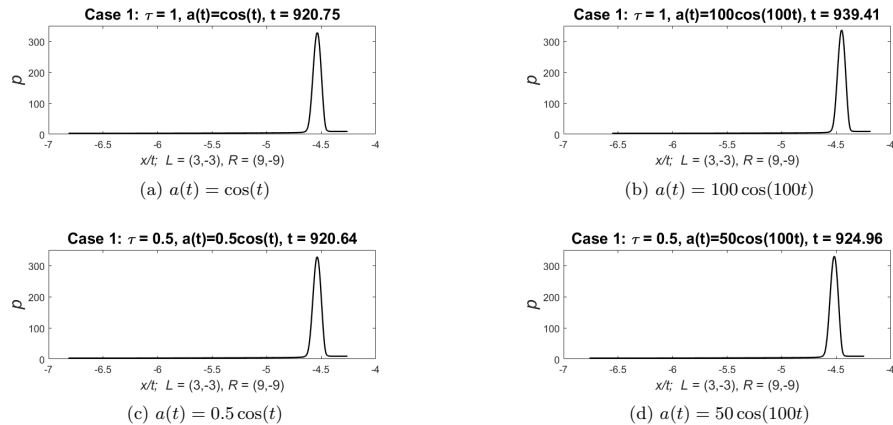 Case 1: τ = 1, a(t)=cos(t), t = 920.75
300
200
100
0
p
-7 -6.5 -6 -5.5 -5 -4.5 -4
x/t; L = (3,-3), R = (9,-9)
(a) a(t) = cos(t)
Case 1: τ = 1, a(t)=100cos(100t), t = 939.41
300
200
100
0
p
-7 -6.5 -6 -5.5 -5 -4.5 -4
x/t; L = (3,-3), R = (9,-9)
(b) a(t) = 100 cos(100t)
Case 1: τ = 0.5, a(t)=0.5cos(t), t = 920.64
300
200
100
0
p
-7 -6.5 -6 -5.5 -5 -4.5 -4
x/t; L = (3,-3), R = (9,-9)
(c) a(t) = 0.5 cos(t)
Case 1: τ = 0.5, a(t)=50cos(100t), t = 924.96
300
200
100
0
p
-7 -6.5 -6 -5.5 -5 -4.5 -4
x/t; L = (3,-3), R = (9,-9)
(d) a(t) = 50 cos(100t)